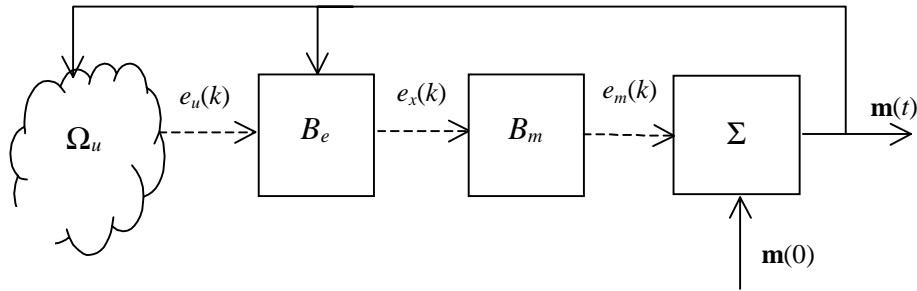 e_u(k)
e_x(k)
e_m(k)
m(t)
Ω_u
B_e
B_m
Σ
m(0)